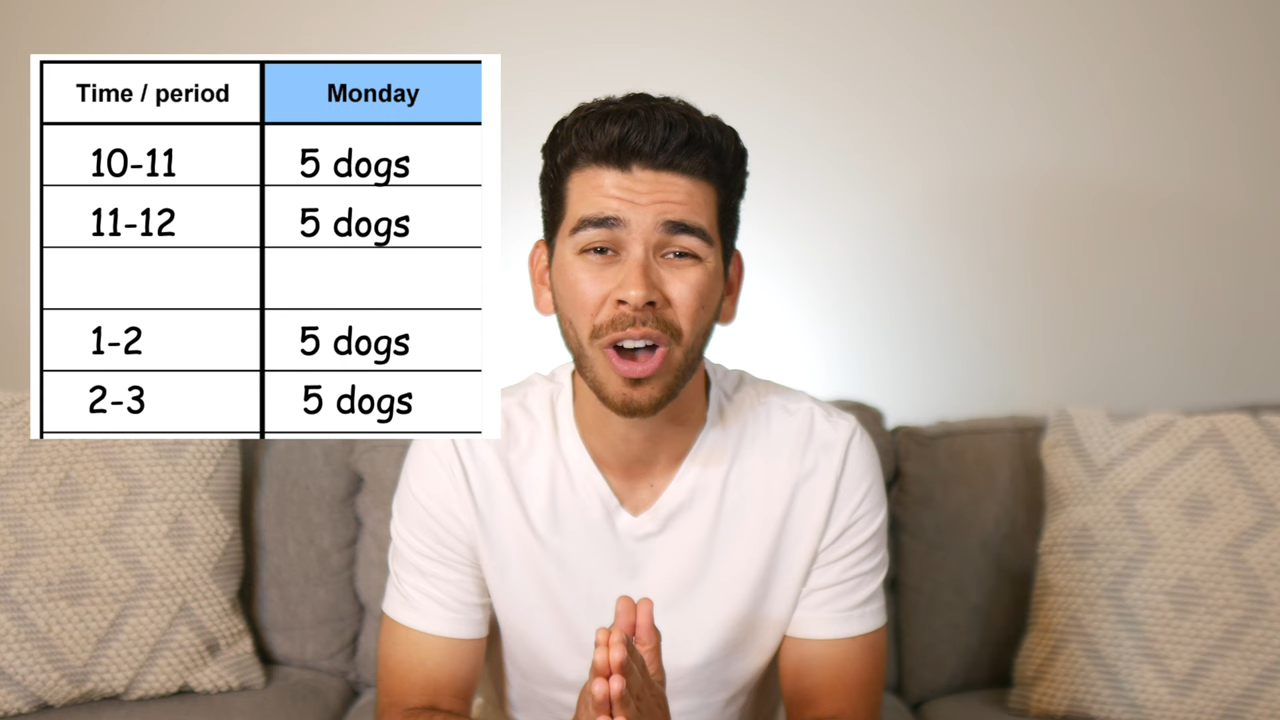 Time / period Monday
10-11 5 dogs
11-12 5 dogs
1-2 5 dogs
2-3 5 dogs